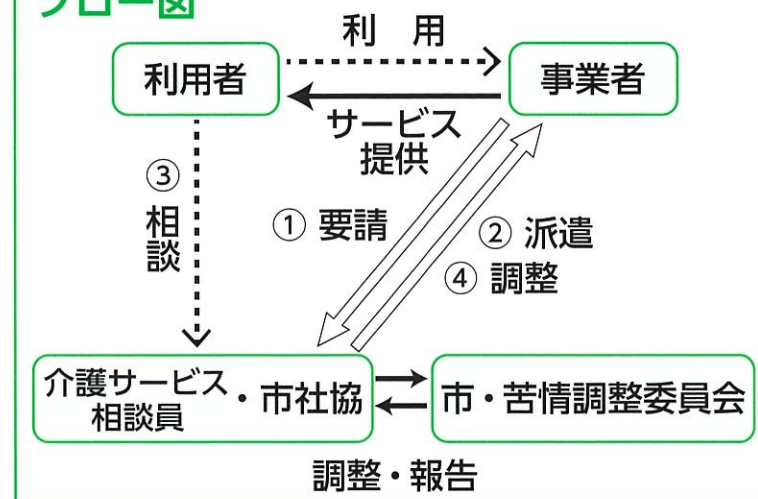 フロー図
利　用
利用者
事業者
サービス
提供
③
相
談
① 要請
② 派遣
④ 調整
介護サービス
相談員
・市社協
市・苦情調整委員会
調整・報告